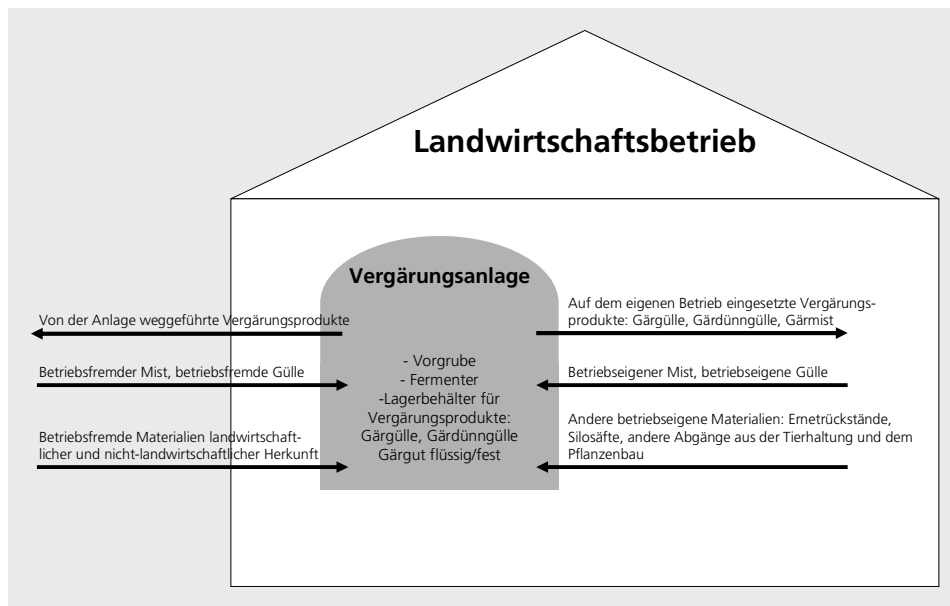 Landwirtschaftsbetrieb
Vergärungsanlage
Von der Anlage weggeführte Vergärungsprodukte
Auf dem eigenen Betrieb eingesetzte Vergärungs-
produkte: Gärgülle, Gärdünngülle, Gärmist
Betriebsfremder Mist, betriebsfremde Gülle
- Vorgrube
- Fermenter
-Lagerbehälter für
Vergärungsprodukte:
Gärgülle, Gärdünngülle
Gärgut flüssig/fest
Betriebseigener Mist, betriebseigene Gülle
Betriebsfremde Materialien landwirtschaft-
licher und nicht-landwirtschaftlicher Herkunft
Andere betriebseigene Materialien: Ernetrückstände,
Silosäfte, andere Abgänge aus der Tierhaltung und dem
Pflanzenbau